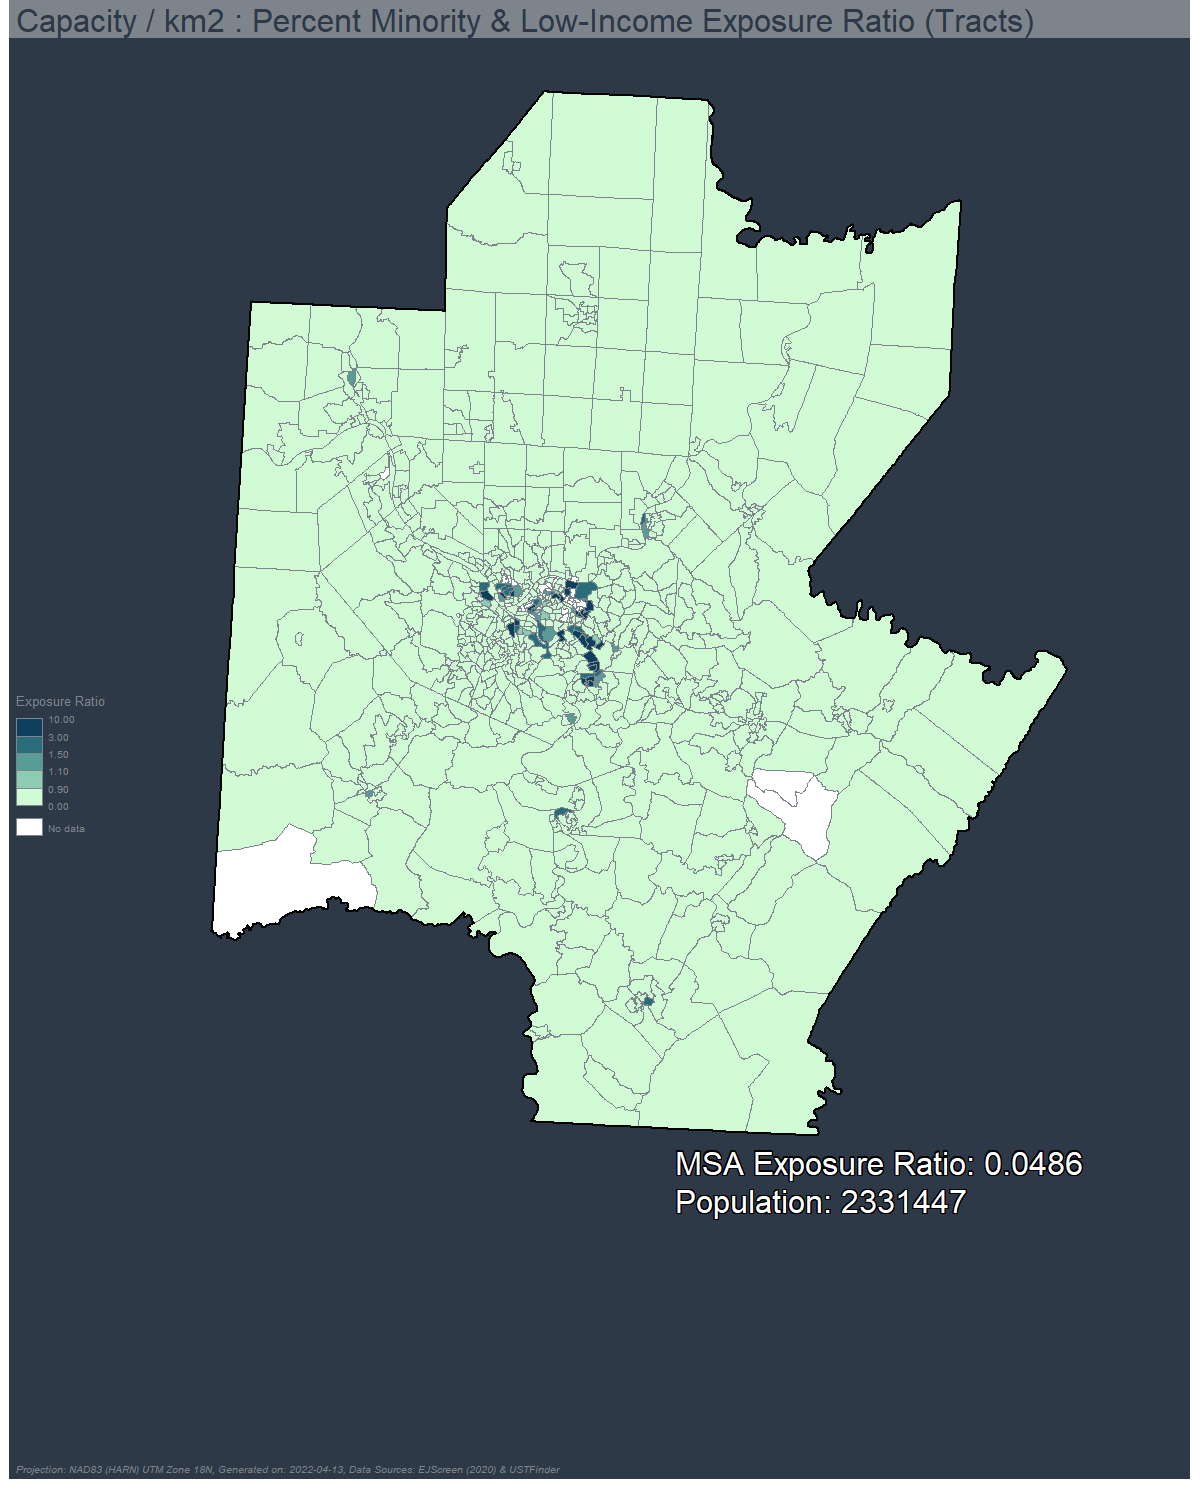 Capacity / km2 : Percent Minority & Low-Income Exposure Ratio (Tracts)
Exposure Ratio
10.00
3.00
1.50
1.10
0.90
0.00
No data
MSA Exposure Ratio: 0.0486
Population: 2331447
Projection: NAD83 (HARN) UTM Zone 18N, Generated on: 2022-04-13, Data Sources: EJScreen (2020) & USTFinder